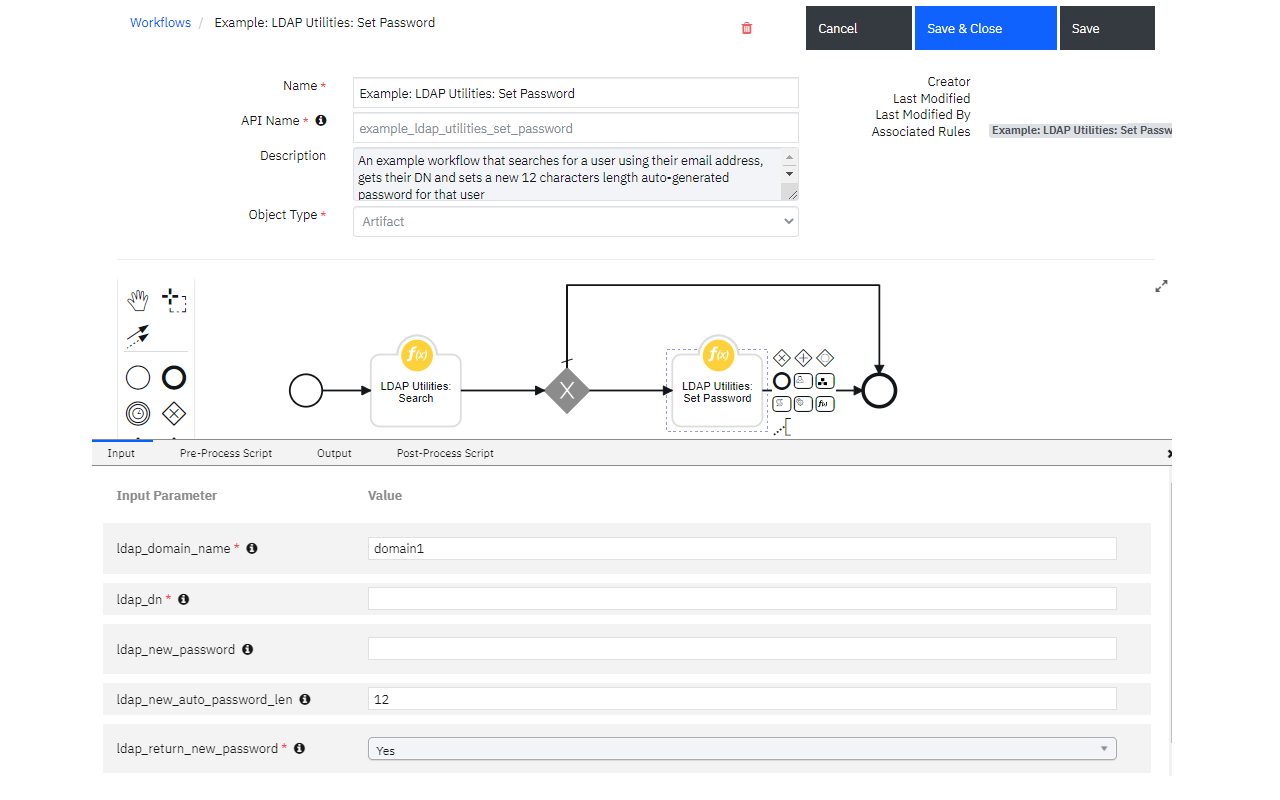 Workflows / Example: LDAP Utilities: Set Password
Cancel
Save & Close
Save
Name *
Example: LDAP Utilities: Set Password
API Name *
example_ldap_utilities_set_password
Description
An example workflow that searches for a user using their email address,
gets their DN and sets a new 12 characters length auto-generated
password for that user
Object Type *
Artifact
Creator
Last Modified
Last Modified By
Associated Rules
Example: LDAP Utilities: Set Passw
f(x)
LDAP Utilities:
Search
X
f(x)
LDAP Utilities:
Set Password
f(x)
Input
Pre-Process Script
Output
Post-Process Script
Input Parameter
Value
ldap_domain_name *
domain1
ldap_dn *
ldap_new_password
ldap_new_auto_password_len
12
ldap_return_new_password *
Yes